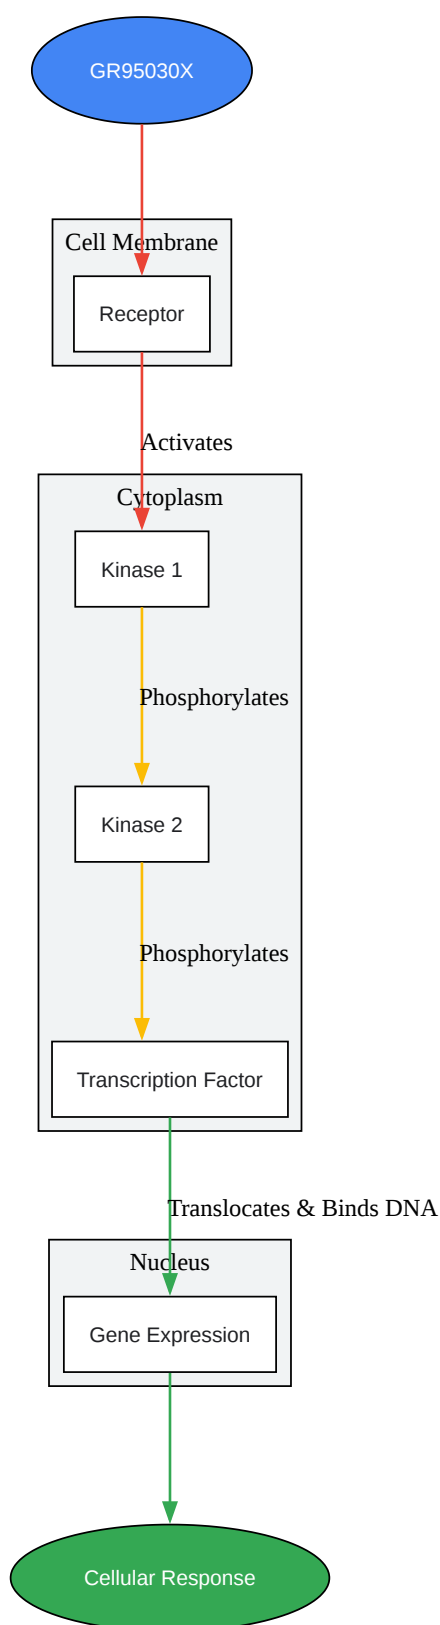 GR95030X
Cell Membrane
Receptor
Activates
Cytoplasm
Kinase 1
Phosphorylates
Kinase 2
Phosphorylates
Transcription Factor
Translocates & Binds DNA
Nucleus
Gene Expression
Cellular Response